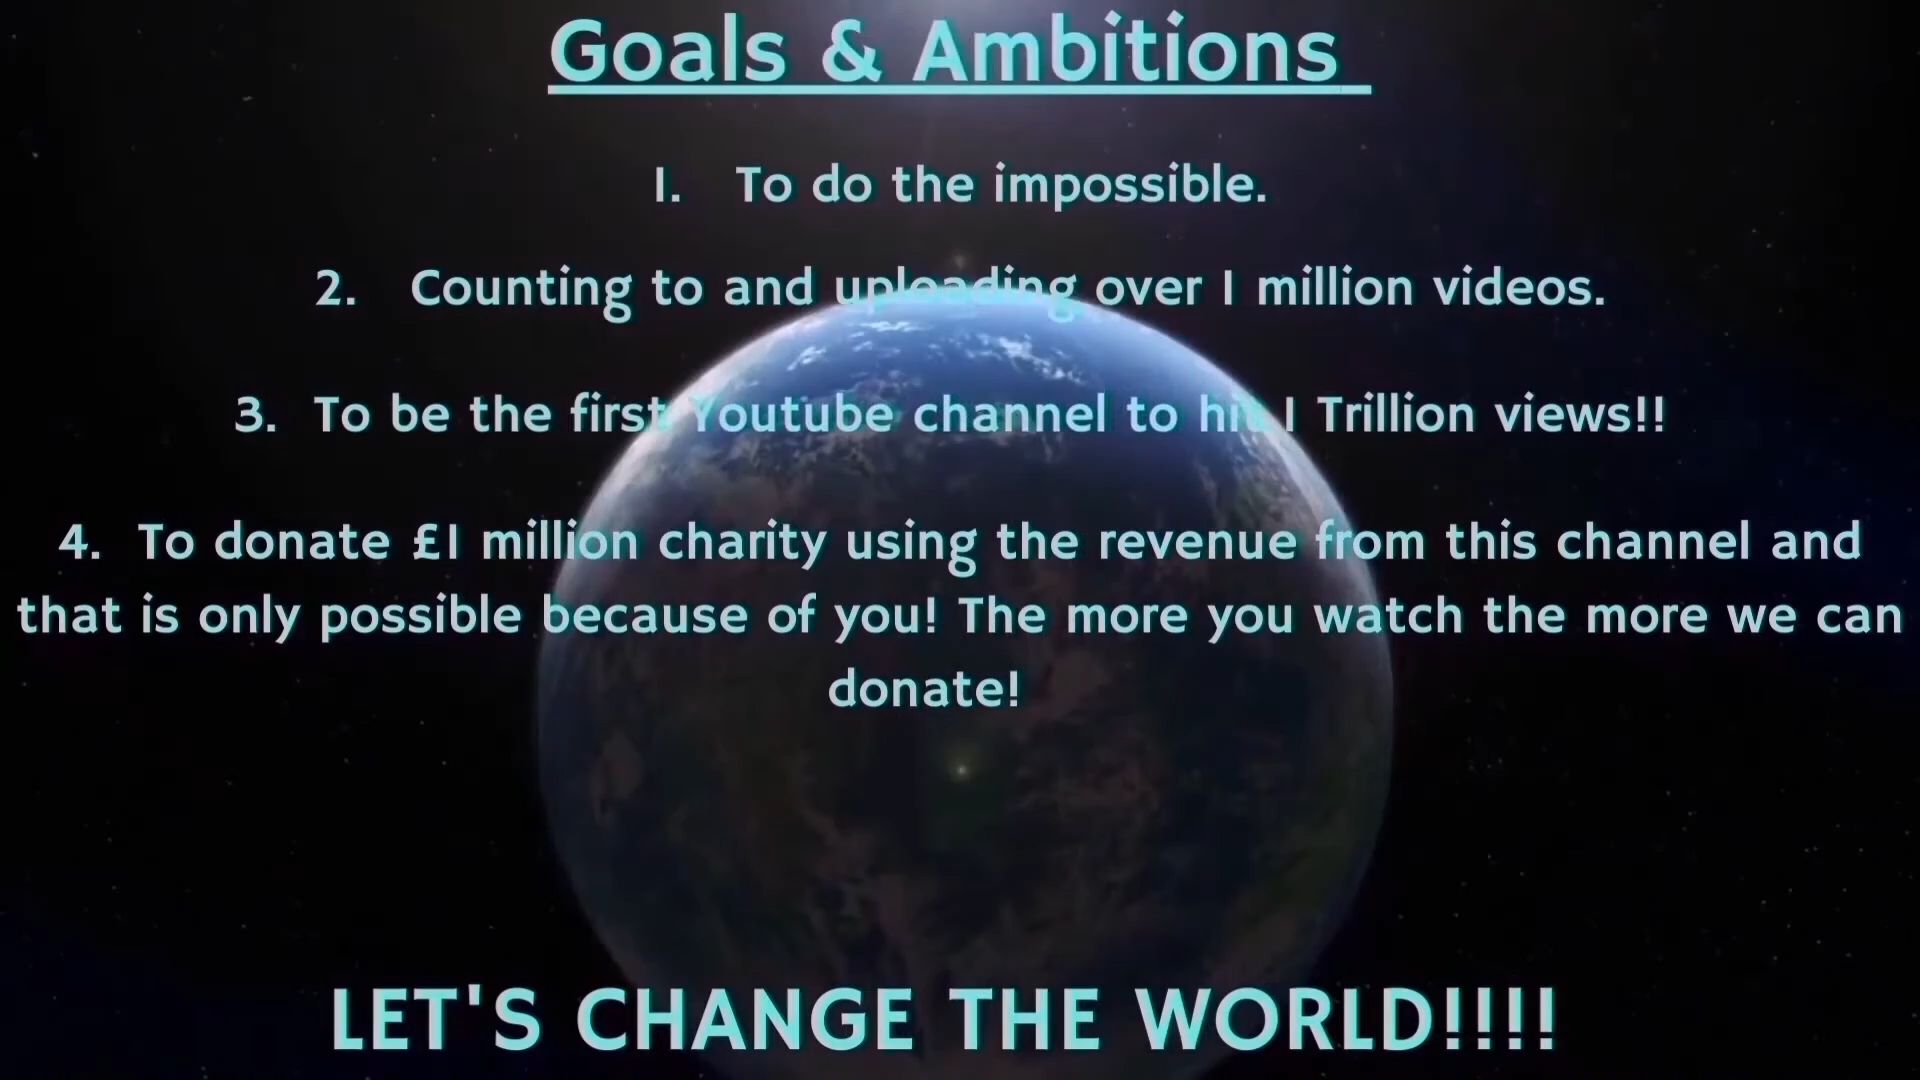 Goals & Ambitions
1. To do the impossible.
2. Counting to and uploading over 1 million videos.
3. To be the first Youtube channel to hit 1 Trillion views!!
4. To donate £1 million charity using the revenue from this channel and
that is only possible because of you! The more you watch the more we can
donate!
LET'S CHANGE THE WORLD!!!!